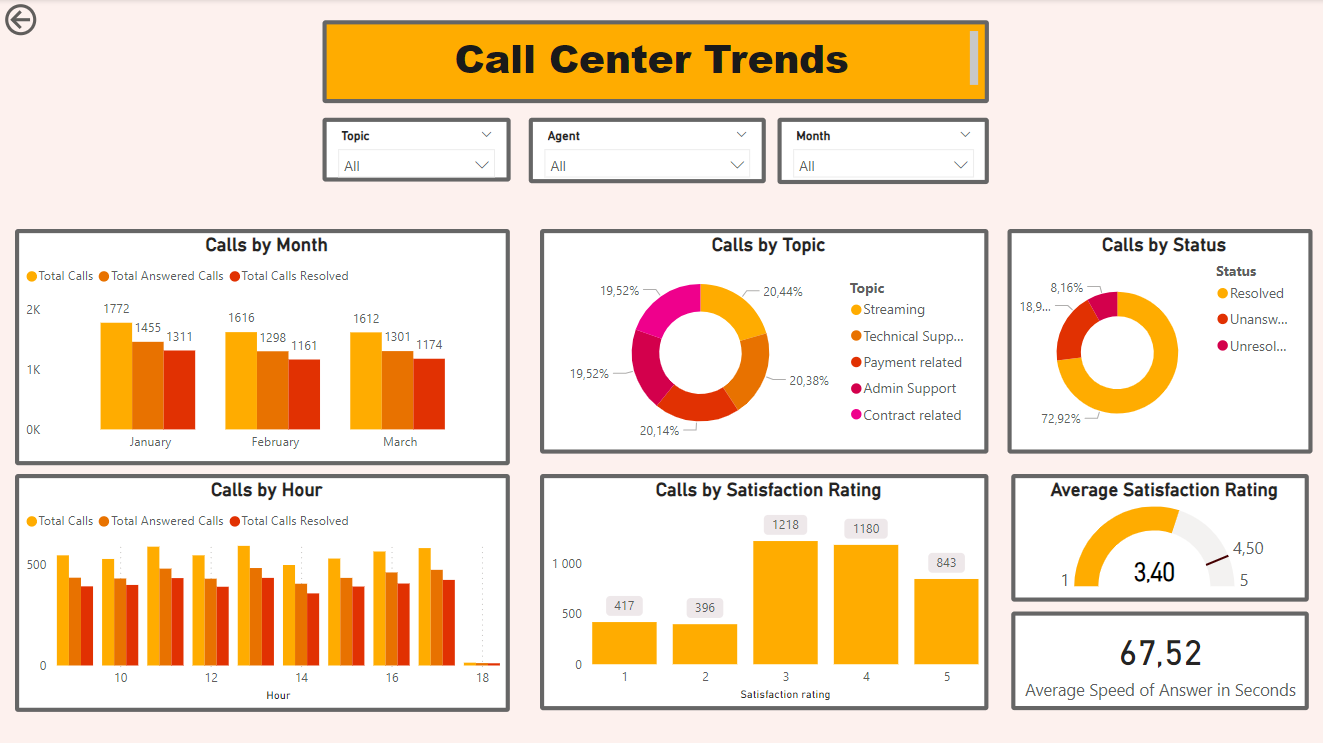 Call Center Trends
Topic
All
Agent
All
Month
All
Calls by Month
Total Calls Total Answered Calls Total Calls Resolved
2K
1K
0K
1772
1455
1311
1616
1298
1161
1612
1301
1174
January February March
Calls by Topic
19,52%
20,44%
19,52%
20,38%
20,14%
Topic
Streaming
Technical Supp...
Payment related
Admin Support
Contract related
Calls by Status
8,16%
18,9...
72,92%
Status
Resolved
Unansw...
Unresol...
Calls by Hour
Total Calls Total Answered Calls Total Calls Resolved
500
0
10 12 14 16 18
Hour
Calls by Satisfaction Rating
1 000
500
0
417
396
1218
1180
843
1 2 3 4 5
Satisfaction rating
Average Satisfaction Rating
1
3,40
4,50
5
67,52
Average Speed of Answer in Seconds